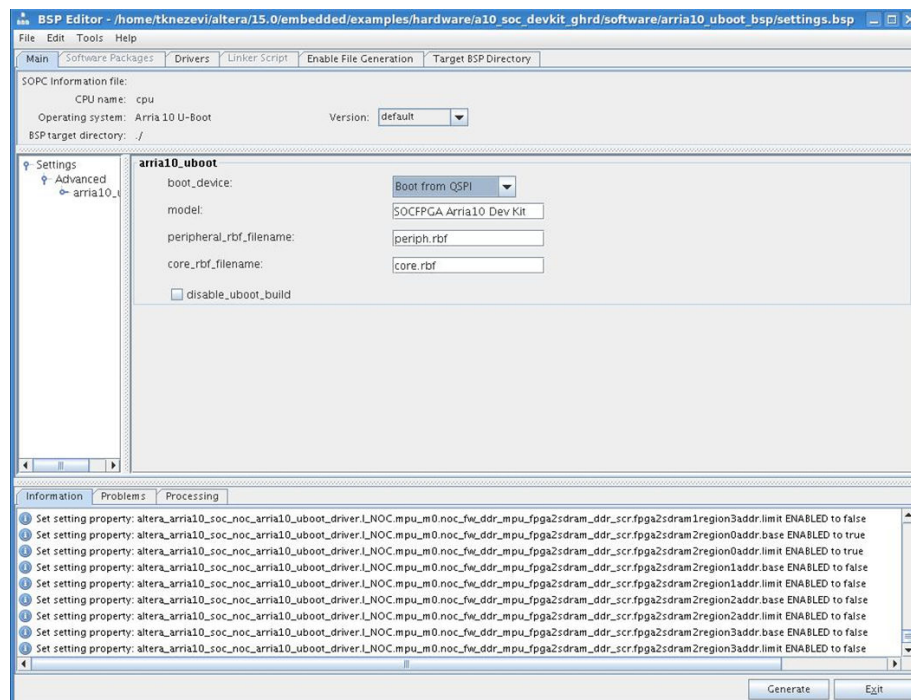 BSP Editor - /home/tknezevi/altera/15.0/embedded/examples/hardware/a10_soc_devkit_ghrd/software/arria10_uboot_bsp/settings.bsp
File Edit Tools Help
Main Software Packages Drivers Linker Script Enable File Generation Target BSP Directory
SOPC Information file:
CPU name: cpu
Operating system: Arria 10 U-Boot Version: default
BSP target directory: ./
Settings
Advanced
arria10_u
arria10_uboot
boot_device: Boot from QSPI
model: SOCFPGA Arria10 Dev Kit
peripheral_rbf_filename: periph.rbf
core_rbf_filename: core.rbf
disable_uboot_build
Information Problems Processing
Set setting property: altera_arria10_soc_noc_arria10_uboot_driver.I_NOC.mpu_m0.noc_fw_ddr_mpu_fpga2sdram_ddr_scr.fpga2sdram1region3addr.limit ENABLED to false
Set setting property: altera_arria10_soc_noc_arria10_uboot_driver.I_NOC.mpu_m0.noc_fw_ddr_mpu_fpga2sdram_ddr_scr.fpga2sdram2region0addr.base ENABLED to true
Set setting property: altera_arria10_soc_noc_arria10_uboot_driver.I_NOC.mpu_m0.noc_fw_ddr_mpu_fpga2sdram_ddr_scr.fpga2sdram2region0addr.limit ENABLED to true
Set setting property: altera_arria10_soc_noc_arria10_uboot_driver.I_NOC.mpu_m0.noc_fw_ddr_mpu_fpga2sdram_ddr_scr.fpga2sdram2region1addr.base ENABLED to false
Set setting property: altera_arria10_soc_noc_arria10_uboot_driver.I_NOC.mpu_m0.noc_fw_ddr_mpu_fpga2sdram_ddr_scr.fpga2sdram2region1addr.limit ENABLED to false
Set setting property: altera_arria10_soc_noc_arria10_uboot_driver.I_NOC.mpu_m0.noc_fw_ddr_mpu_fpga2sdram_ddr_scr.fpga2sdram2region2addr.base ENABLED to false
Set setting property: altera_arria10_soc_noc_arria10_uboot_driver.I_NOC.mpu_m0.noc_fw_ddr_mpu_fpga2sdram_ddr_scr.fpga2sdram2region2addr.limit ENABLED to false
Set setting property: altera_arria10_soc_noc_arria10_uboot_driver.I_NOC.mpu_m0.noc_fw_ddr_mpu_fpga2sdram_ddr_scr.fpga2sdram2region3addr.base ENABLED to false
Set setting property: altera_arria10_soc_noc_arria10_uboot_driver.I_NOC.mpu_m0.noc_fw_ddr_mpu_fpga2sdram_ddr_scr.fpga2sdram2region3addr.limit ENABLED to false
Generate Exit